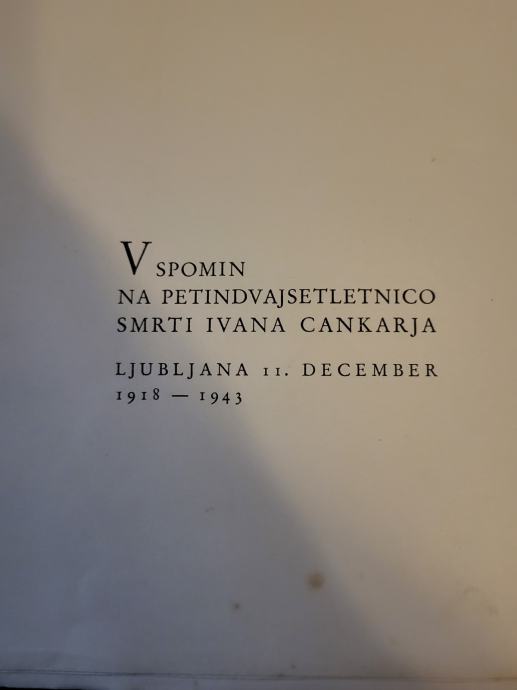 V SPOMIN
NA PETINDVAJSETLETNICO
SMRTI IVANA CANKARJA
LJUBLJANA 11. DECEMBER
1918 — 1943